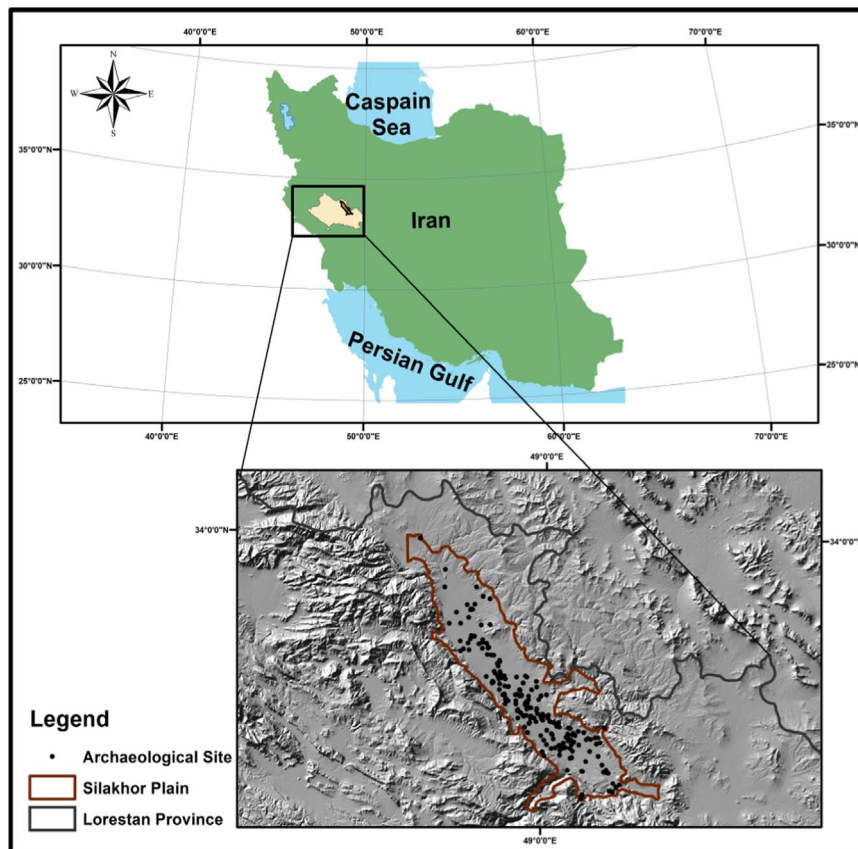 40°0'0"E 50°0'0"E 60°0'0"E 70°0'0"E
N
W E
S
Caspain
Sea
35°0'0"N 35°0'0"N
Iran
30°0'0"N 30°0'0"N
Persian Gulf
25°0'0"N 25°0'0"N
40°0'0"E 50°0'0"E 60°0'0"E 70°0'0"E
49°0'0"E
34°0'0"N 34°0'0"N
Legend
Archaeological Site
Silakhor Plain
Lorestan Province
49°0'0"E